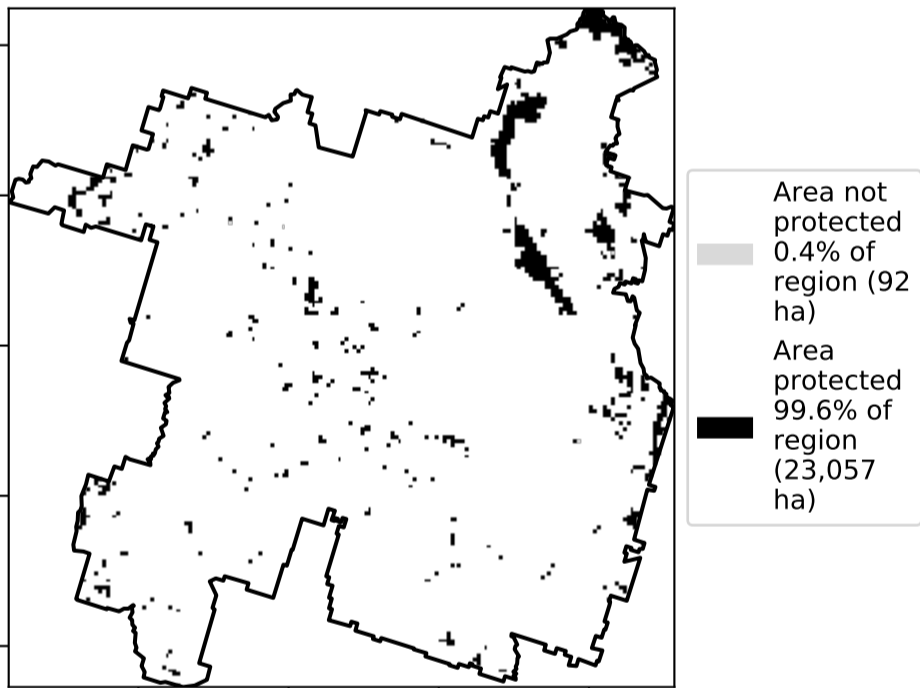 Area not
protected
0.4% of
region (92
ha)
Area
protected
99.6% of
region
(23,057
ha)